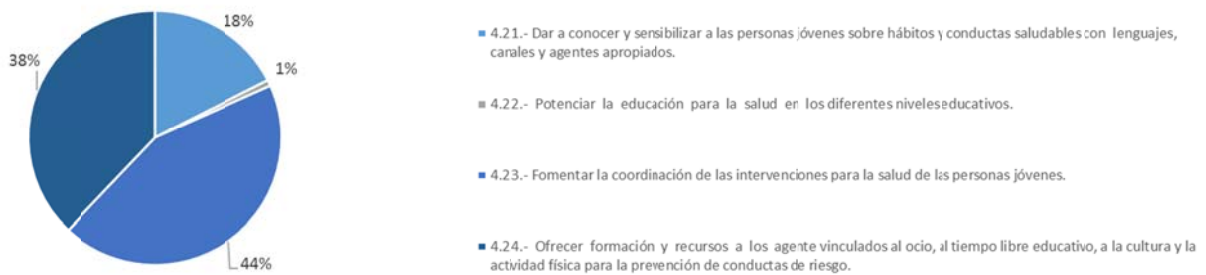 18%
38%
1%
44%
4.21.- Dar a conocer y sensibilizar a las personas jóvenes sobre hábitos y conductas saludables con lenguajes,
canales y agentes apropiados.
4.22.- Potenciar la educación para la salud en los diferentes niveleseducativos.
4.23.- Fomentar la coordinación de las intervenciones para la salud de las personas jóvenes.
4.24.- Ofrecer formación y recursos a los agente vinculados al ocio, al tiempo libre educativo, a la cultura y la
actividad física para la prevención de conductas de riesgo.